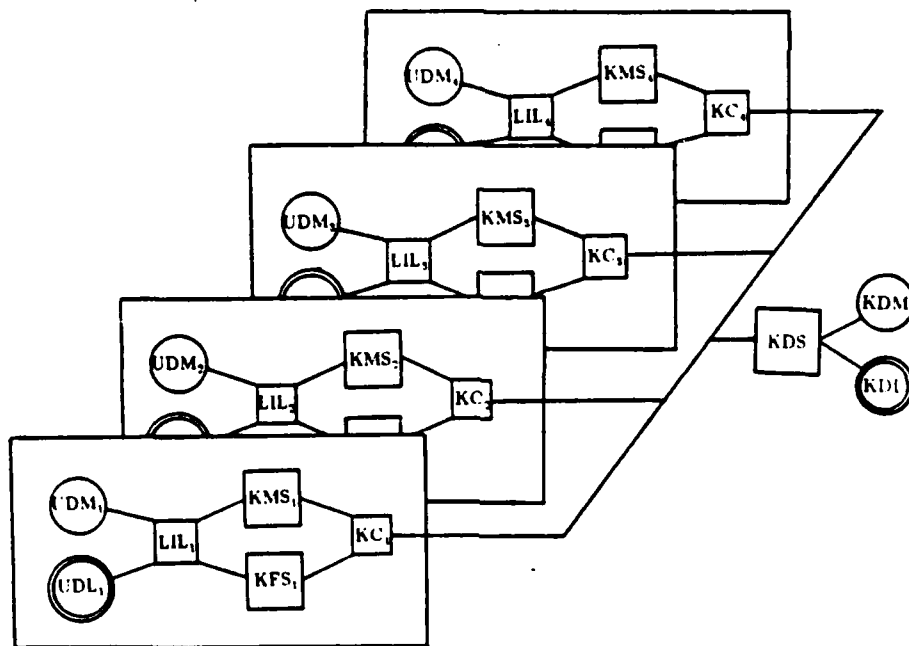 UDM₄
LIL₄
KMS₄
KC₄
UDM₃
LIL₃
KMS₃
KC₃
UDM₂
LIL₂
KMS₂
KC₂
UDM₁
UDL₁
LIL₁
KMS₁
KFS₁
KC₁
KDS
KDM
KDL